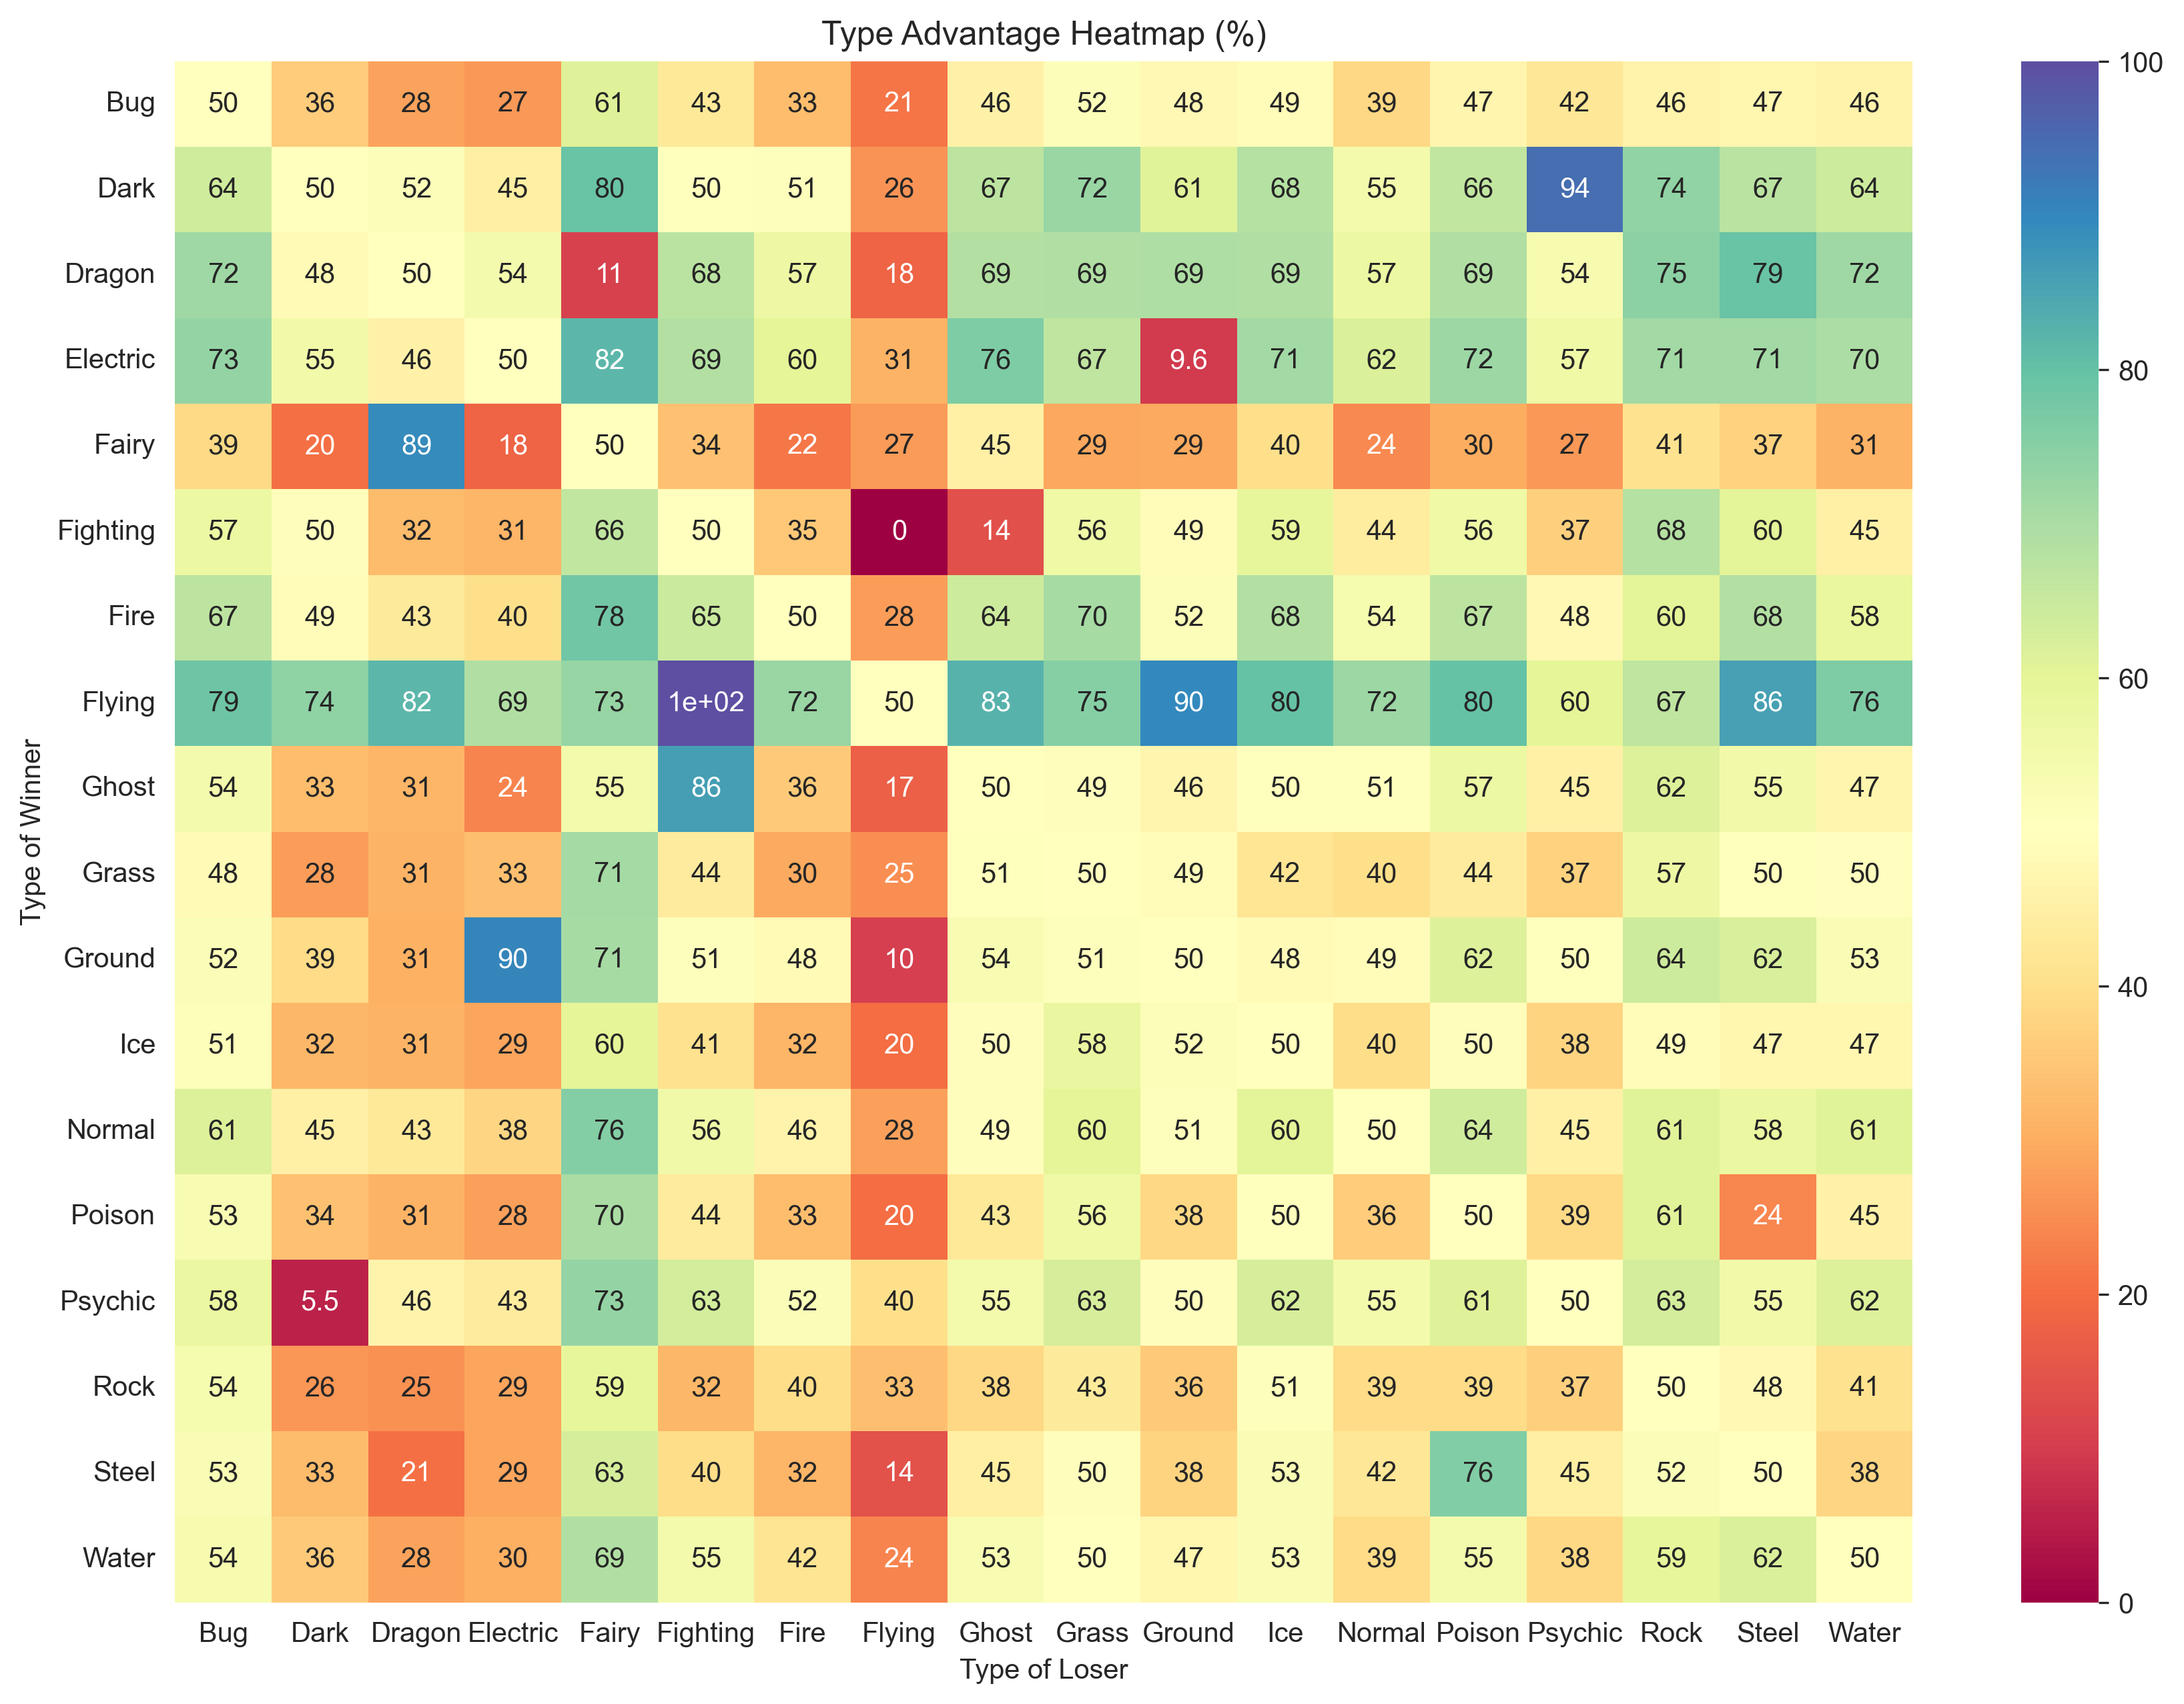 Type Advantage Heatmap (%)
Type of Winner
Bug 50 36 28 27 61 43 33 21 46 52 48 49 39 47 42 46 47 46
Dark 64 50 52 45 80 50 51 26 67 72 61 68 55 66 94 74 67 64
Dragon 72 48 50 54 11 68 57 18 69 69 69 69 57 69 54 75 79 72
Electric 73 55 46 50 82 69 60 31 76 67 9.6 71 62 72 57 71 71 70
Fairy 39 20 89 18 50 34 22 27 45 29 29 40 24 30 27 41 37 31
Fighting 57 50 32 31 66 50 35 0 14 56 49 59 44 56 37 68 60 45
Fire 67 49 43 40 78 65 50 28 64 70 52 68 54 67 48 60 68 58
Flying 79 74 82 69 73 1e+02 72 50 83 75 90 80 72 80 60 67 86 76
Ghost 54 33 31 24 55 86 36 17 50 49 46 50 51 57 45 62 55 47
Grass 48 28 31 33 71 44 30 25 51 50 49 42 40 44 37 57 50 50
Ground 52 39 31 90 71 51 48 10 54 51 50 48 49 62 50 64 62 53
Ice 51 32 31 29 60 41 32 20 50 58 52 50 40 50 38 49 47 47
Normal 61 45 43 38 76 56 46 28 49 60 51 60 50 64 45 61 58 61
Poison 53 34 31 28 70 44 33 20 43 56 38 50 36 50 39 61 24 45
Psychic 58 5.5 46 43 73 63 52 40 55 63 50 62 55 61 50 63 55 62
Rock 54 26 25 29 59 32 40 33 38 43 36 51 39 39 37 50 48 41
Steel 53 33 21 29 63 40 32 14 45 50 38 53 42 76 45 52 50 38
Water 54 36 28 30 69 55 42 24 53 50 47 53 39 55 38 59 62 50
Bug Dark Dragon Electric Fairy Fighting Fire Flying Ghost Grass Ground Ice Normal Poison Psychic Rock Steel Water
Type of Loser
100
80
60
40
20
0